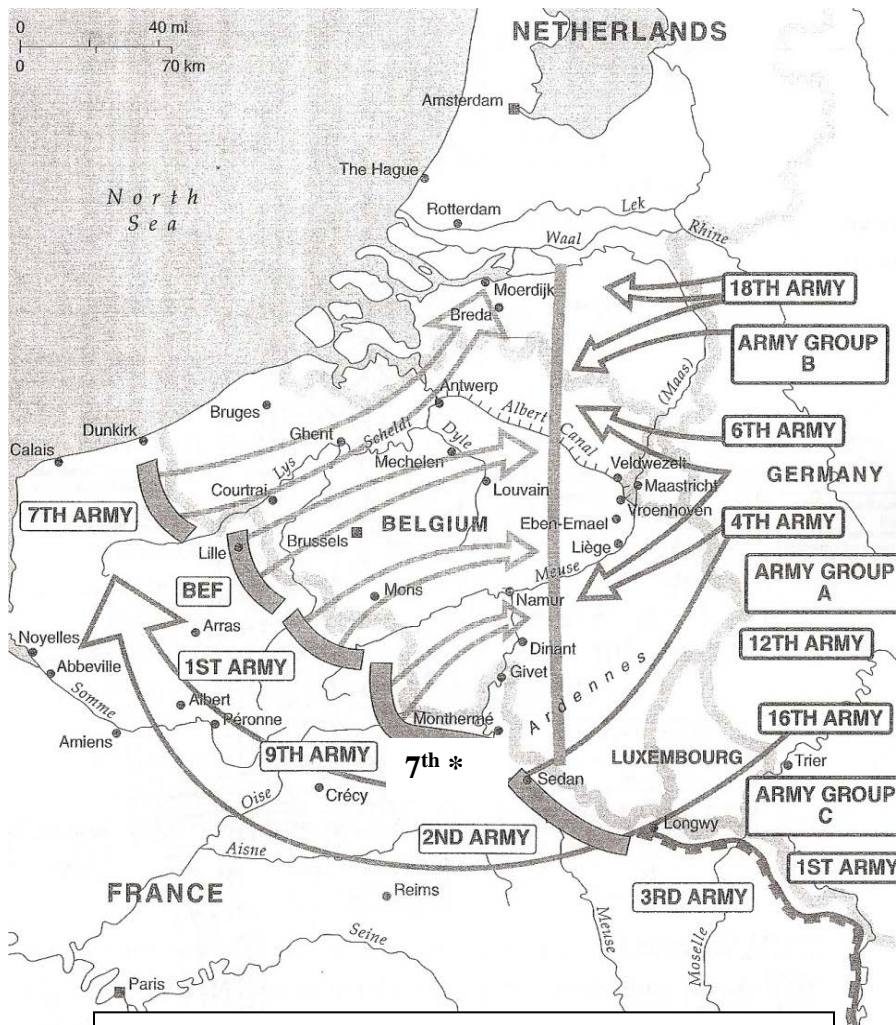 0 40 mi
0 70 km
NETHERLANDS
Amsterdam
The Hague
North
Sea
Rotterdam
Lek
Waal
Rhine
Moerdijk
18TH ARMY
Breda
ARMY GROUP
B
(Maas)
Antwerp
Bruges
Albert
Canal
Dunkirk
Ghent
Scheldt
Dyle
6TH ARMY
Calais
Lys
Mechelen
Veldwezelt
GERMANY
Courtrai
Louvain
Maastricht
7TH ARMY
Vroenhoven
BELGIUM
Eben-Emael
4TH ARMY
Lille
Brussels
Liège
Meuse
ARMY GROUP
A
BEF
Mons
Namur
Arras
Noyelles
Dinant
12TH ARMY
1ST ARMY
Abbeville
Givet
Ardennes
Albert
Somme
Péronne
Monthermé
16TH ARMY
Amiens
LUXEMBOURG
9TH ARMY
7th *
Trier
Sedan
Oise
Crécy
ARMY GROUP
C
2ND ARMY
Longwy
Aisne
1ST ARMY
FRANCE
Reims
3RD ARMY
Meuse
Moselle
Seine
Paris